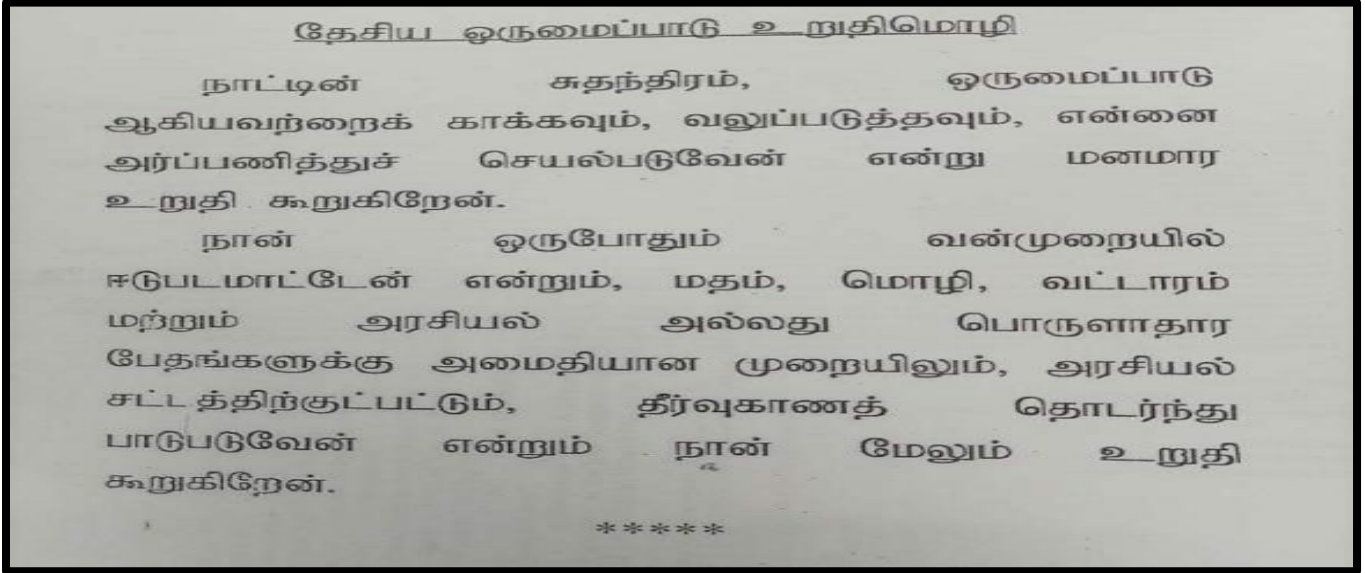 தேசிய ஒருமைப்பாடு உறுதிமொழி
நாட்டின் சுதந்திரம், ஒருமைப்பாடு
ஆகியவற்றைக் காக்கவும், வலுப்படுத்தவும், என்னை
அர்ப்பணித்துச் செயல்படுவேன் என்று மனமார
உறுதி கூறுகிறேன்.
நான் ஒருபோதும் வன்முறையில்
ஈடுபடமாட்டேன் என்றும், மதம், மொழி, வட்டாரம்
மற்றும் அரசியல் அல்லது பொருளாதார
பேதங்களுக்கு அமைதியான முறையிலும், அரசியல்
சட்டத்திற்குட்பட்டும், தீர்வுகாணத் தொடர்ந்து
பாடுபடுவேன் என்றும் நான் மேலும் உறுதி
கூறுகிறேன்.
*****